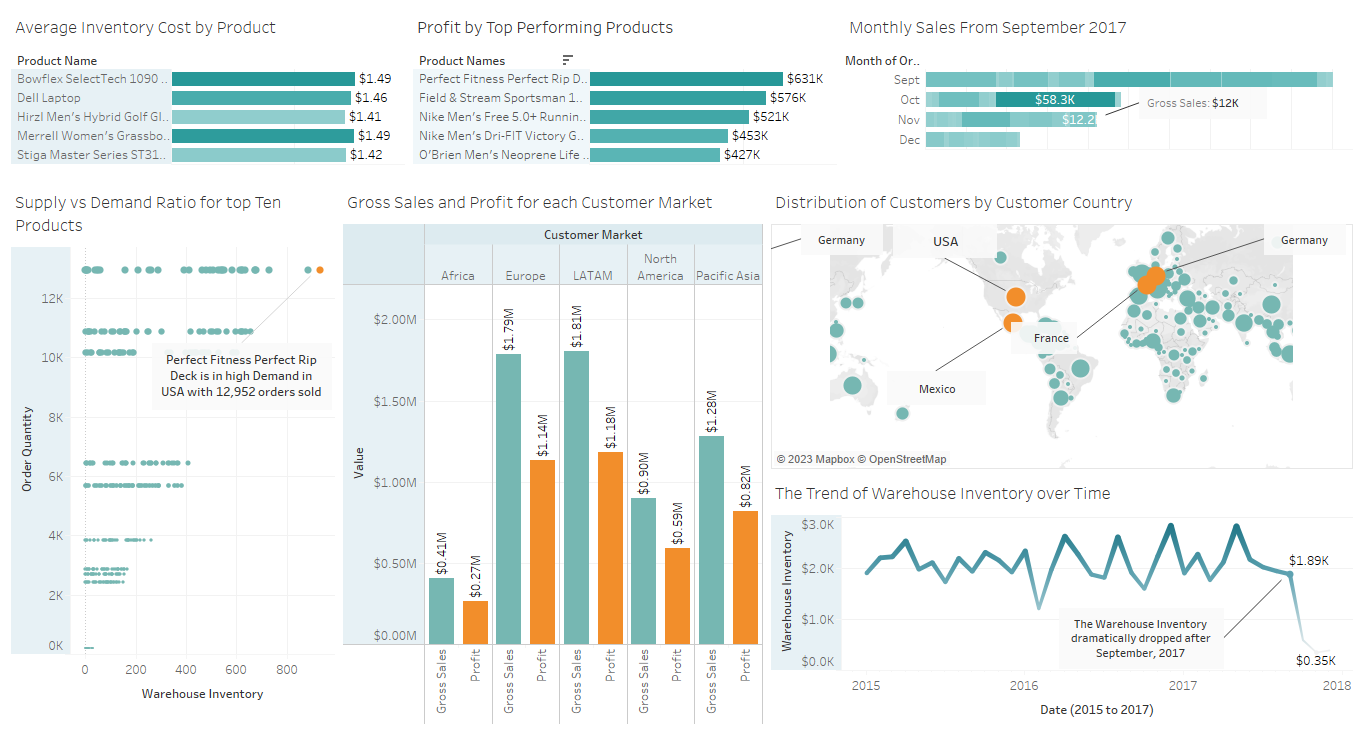 Average Inventory Cost by Product
Product Name
Bowflex SelectTech 1090 .. $1.49
Dell Laptop $1.46
Hirzl Men's Hybrid Golf Gl.. $1.41
Merrell Women's Grassbo.. $1.49
Stiga Master Series ST31.. $1.42
Profit by Top Performing Products
Product Names
Perfect Fitness Perfect Rip D.. $631K
Field & Stream Sportsman 1.. $576K
Nike Men's Free 5.0+ Runnin.. $521K
Nike Men's Dri-FIT Victory G.. $453K
O'Brien Men's Neoprene Life .. $427K
Monthly Sales From September 2017
Month of Or..
Sept
Oct $58.3K
Gross Sales: $12K
Nov $12.2
Dec
Supply vs Demand Ratio for top Ten
Products
Order Quantity
12K
10K
8K
6K
4K
2K
0K
Perfect Fitness Perfect Rip
Deck is in high Demand in
USA with 12,952 orders sold
0 200 400 600 800
Warehouse Inventory
Gross Sales and Profit for each Customer Market
Customer Market
Africa Europe LATAM North America Pacific Asia
Value
$2.00M
$1.50M
$1.00M
$0.50M
$0.00M
$0.41M $0.27M $1.79M $1.14M $1.81M $1.18M $0.90M $0.59M $1.28M $0.82M
Gross Sales Profit Gross Sales Profit Gross Sales Profit Gross Sales Profit Gross Sales Profit
Distribution of Customers by Customer Country
Germany USA Germany
France
Mexico
© 2023 Mapbox © OpenStreetMap
The Trend of Warehouse Inventory over Time
Warehouse Inventory
$3.0K
$2.0K
$1.0K
$0.0K
$1.89K
The Warehouse Inventory
dramatically dropped after
September, 2017
$0.35K
2015 2016 2017 2018
Date (2015 to 2017)